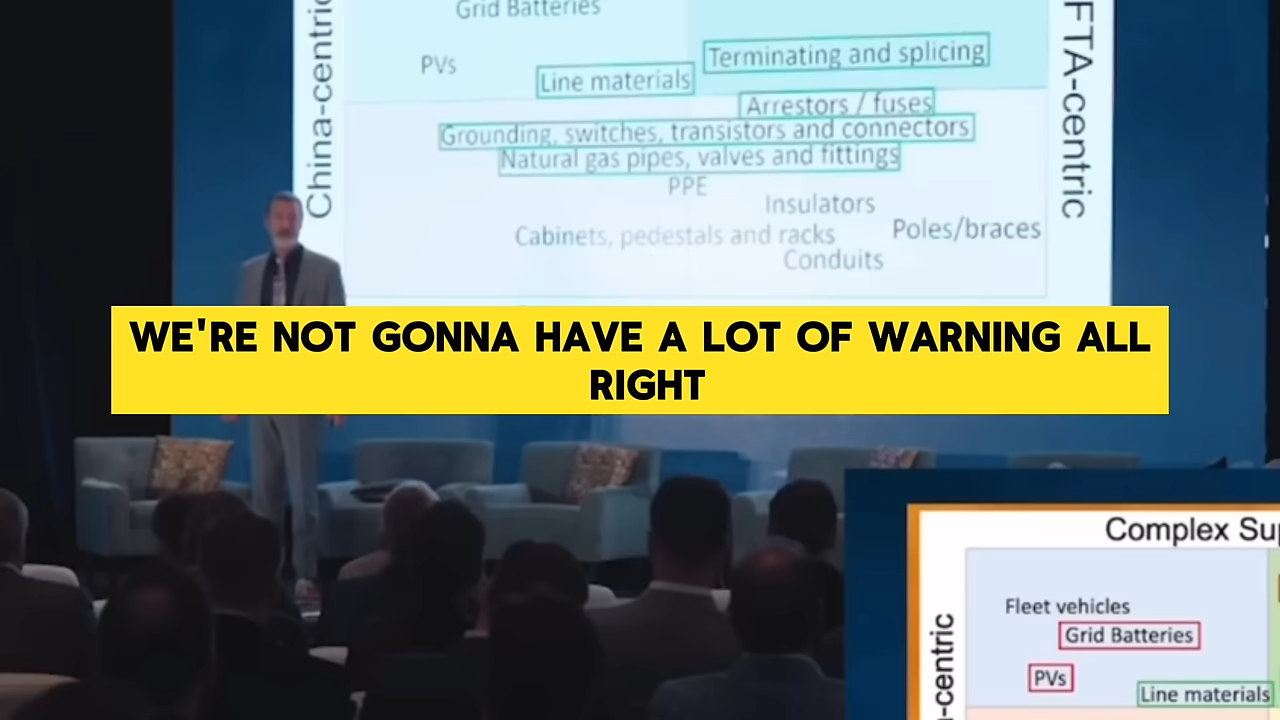 Grid Batteries
China-centric
FTA-centric
PVs
Terminating and splicing
Line materials
Arrestors / fuses
Grounding, switches, transistors and connectors
Natural gas pipes, valves and fittings
PPE
Insulators
Cabinets, pedestals and racks
Poles/braces
Conduits
WE'RE NOT GONNA HAVE A LOT OF WARNING ALL
RIGHT
Complex Su
Fleet vehicles
Grid Batteries
PVs
Line materials
-centric